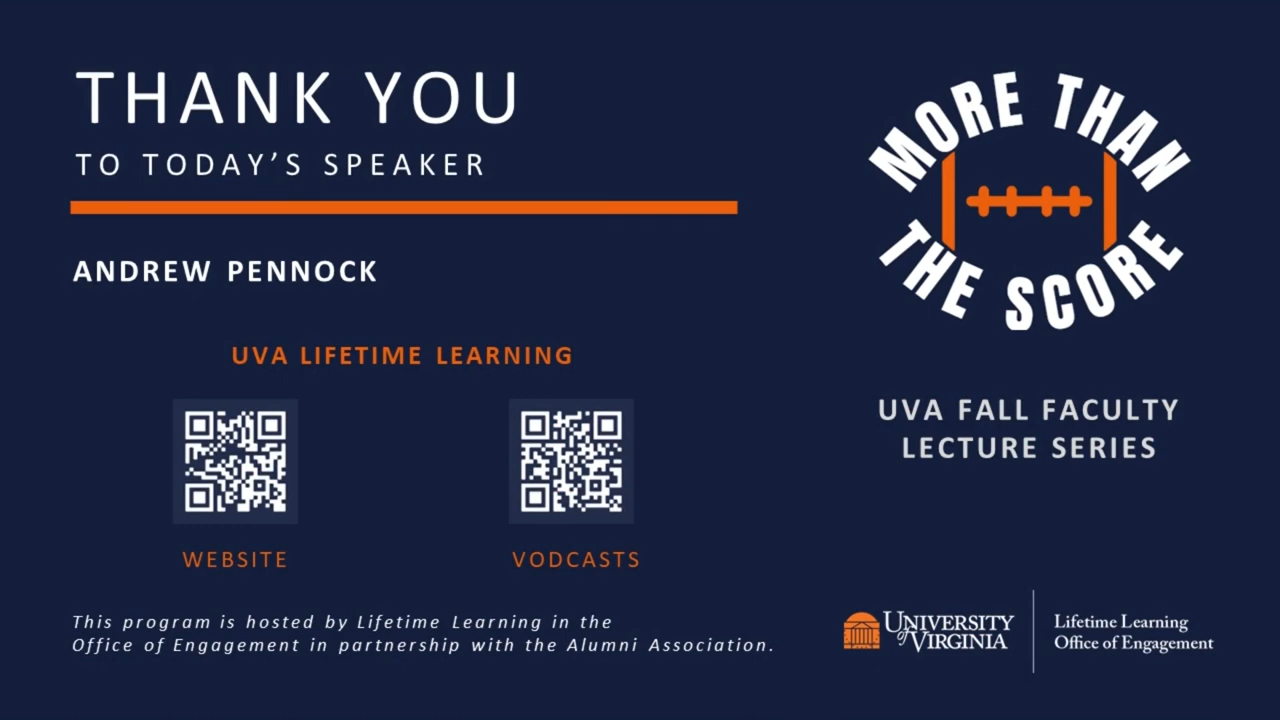 THANK YOU
TO TODAY’S SPEAKER
ANDREW PENNOCK
UVA LIFETIME LEARNING
WEBSITE
VODCASTS
This program is hosted by Lifetime Learning in the
Office of Engagement in partnership with the Alumni Association.
MORE THAN
THE SCORE
UVA FALL FACULTY
LECTURE SERIES
UNIVERSITY
of VIRGINIA
Lifetime Learning
Office of Engagement